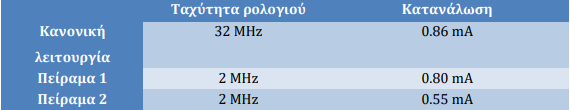 Ταχύτητα ρολογιού Κατανάλωση
Κανονική 32 MHz 0.86 mA
λειτουργία
Πείραμα 1 2 MHz 0.80 mA
Πείραμα 2 2 MHz 0.55 mA